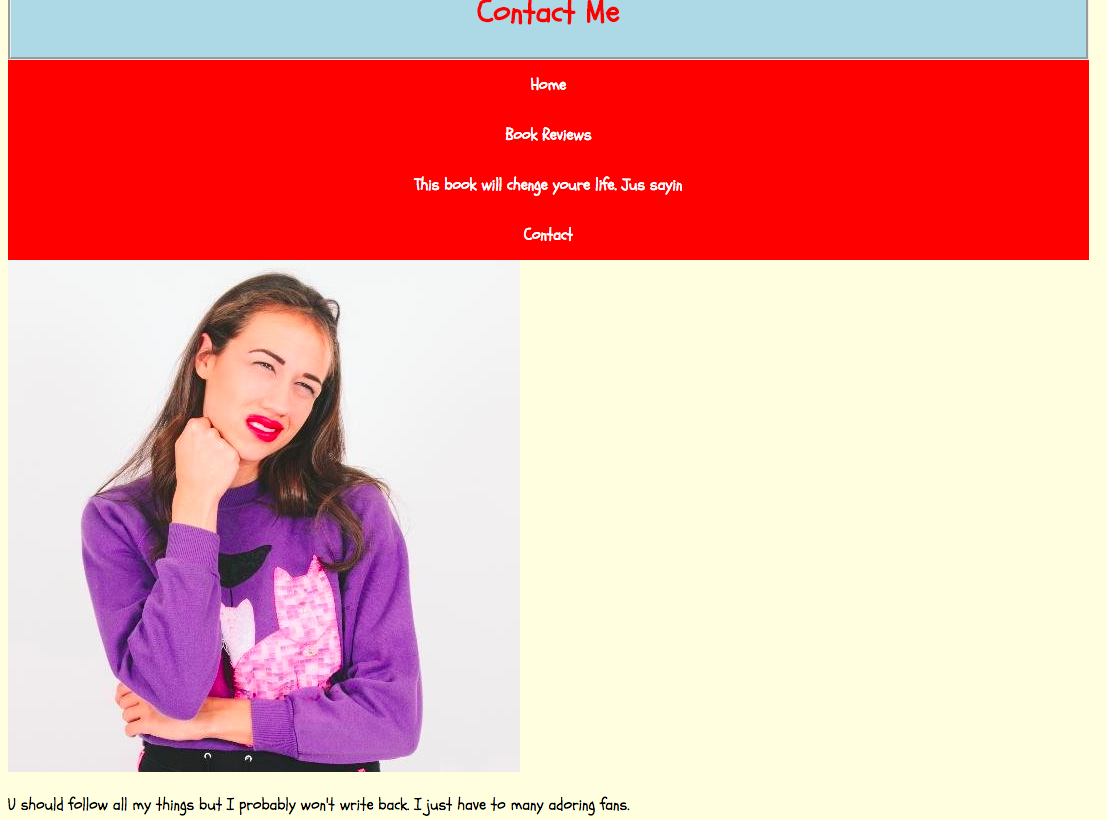 Contact Me
Home
Book Reviews
This book will chenge youre life. Jus sayin
Contact
U should follow all my things but I probably won't write back. I just have to many adoring fans.